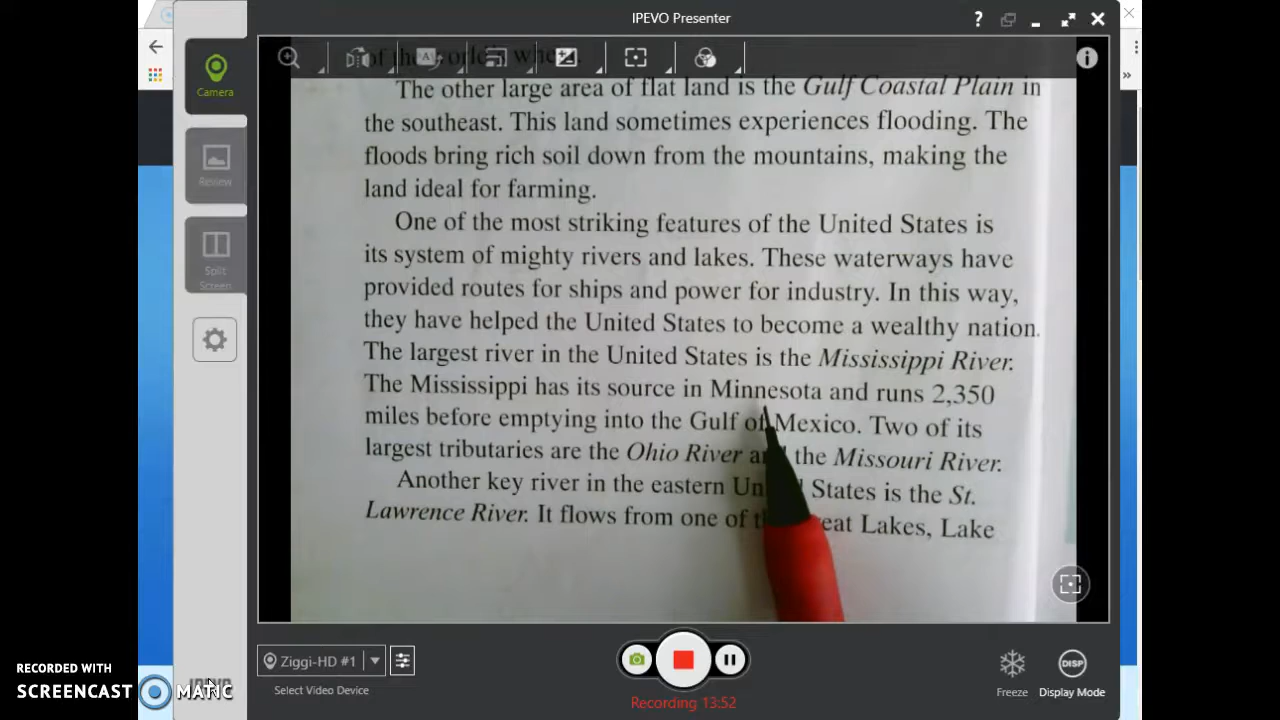 IPEVO Presenter
?
Camera
Review
Split
Screen
The other large area of flat land is the Gulf Coastal Plain in
the southeast. This land sometimes experiences flooding. The
floods bring rich soil down from the mountains, making the
land ideal for farming.
One of the most striking features of the United States is
its system of mighty rivers and lakes. These waterways have
provided routes for ships and power for industry. In this way,
they have helped the United States to become a wealthy nation.
The largest river in the United States is the Mississippi River.
The Mississippi has its source in Minnesota and runs 2,350
miles before emptying into the Gulf of Mexico. Two of its
largest tributaries are the Ohio River the Missouri River.
Another key river in the eastern States is the St.
Lawrence River. It flows from one of Lakes, Lake
Ziggi-HD #1
Select Video Device
Recording 13:52
Freeze
DISP
Display Mode
RECORDED WITH
SCREENCAST MATIC